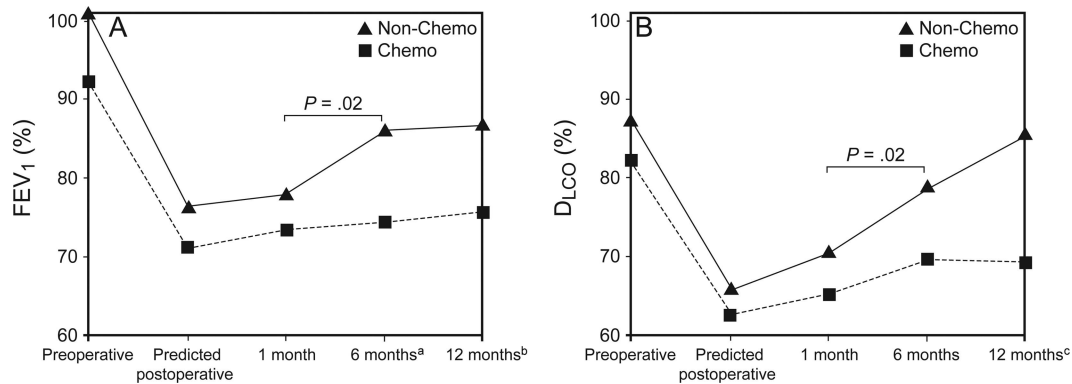 A
Non-Chemo
Chemo
100
90
80
70
60
FEV1 (%)
P = .02
Preoperative
Predicted
postoperative
1 month
6 monthsᵃ
12 monthsᵇ
B
Non-Chemo
Chemo
100
90
80
70
60
DLCO (%)
P = .02
Preoperative
Predicted
postoperative
1 month
6 months
12 monthsᶜ